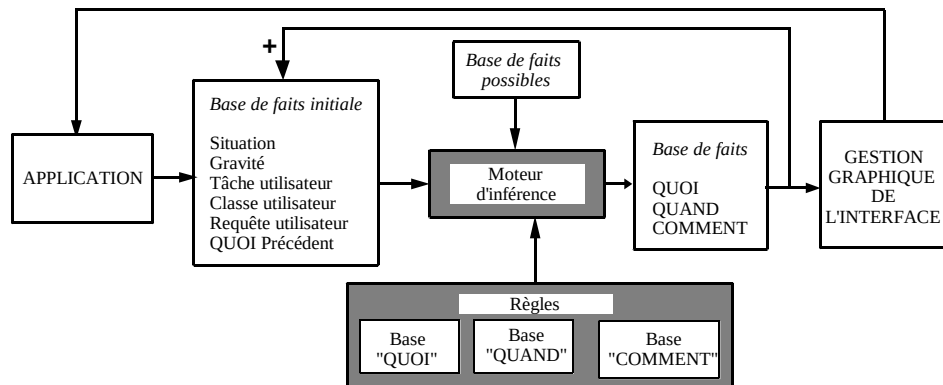 +
Base de faits
possibles
Base de faits initiale
Situation
Gravité
Tâche utilisateur
Classe utilisateur
Requête utilisateur
QUOI Précédent
APPLICATION
Moteur
d'inférence
Base de faits
QUOI
QUAND
COMMENT
GESTION
GRAPHIQUE
DE
L'INTERFACE
Règles
Base
"QUOI"
Base
"QUAND"
Base
"COMMENT"